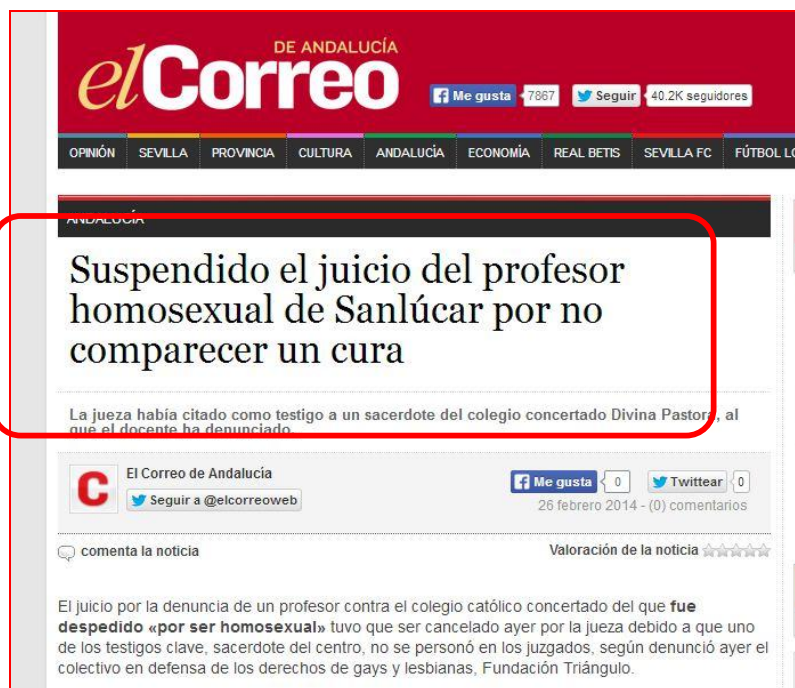 DE ANDALUCÍA
elCorreo
Me gusta 7867 Seguir 40.2K seguidores
OPINIÓN SEVILLA PROVINCIA CULTURA ANDALUCÍA ECONOMÍA REAL BETIS SEVILLA FC FÚTBOL LO
ANDALUCÍA
Suspendido el juicio del profesor
homosexual de Sanlúcar por no
comparecer un cura
La jueza había citado como testigo a un sacerdote del colegio concertado Divina Pastora, al
que el docente ha denunciado
C
El Correo de Andalucía
Seguir a @elcorreoweb
Me gusta 0 Twittear 0
26 febrero 2014 - (0) comentarios
comenta la noticia Valoración de la noticia
El juicio por la denuncia de un profesor contra el colegio católico concertado del que fue
despedido «por ser homosexual» tuvo que ser cancelado ayer por la jueza debido a que uno
de los testigos clave, sacerdote del centro, no se personó en los juzgados, según denunció ayer el
colectivo en defensa de los derechos de gays y lesbianas, Fundación Triángulo.